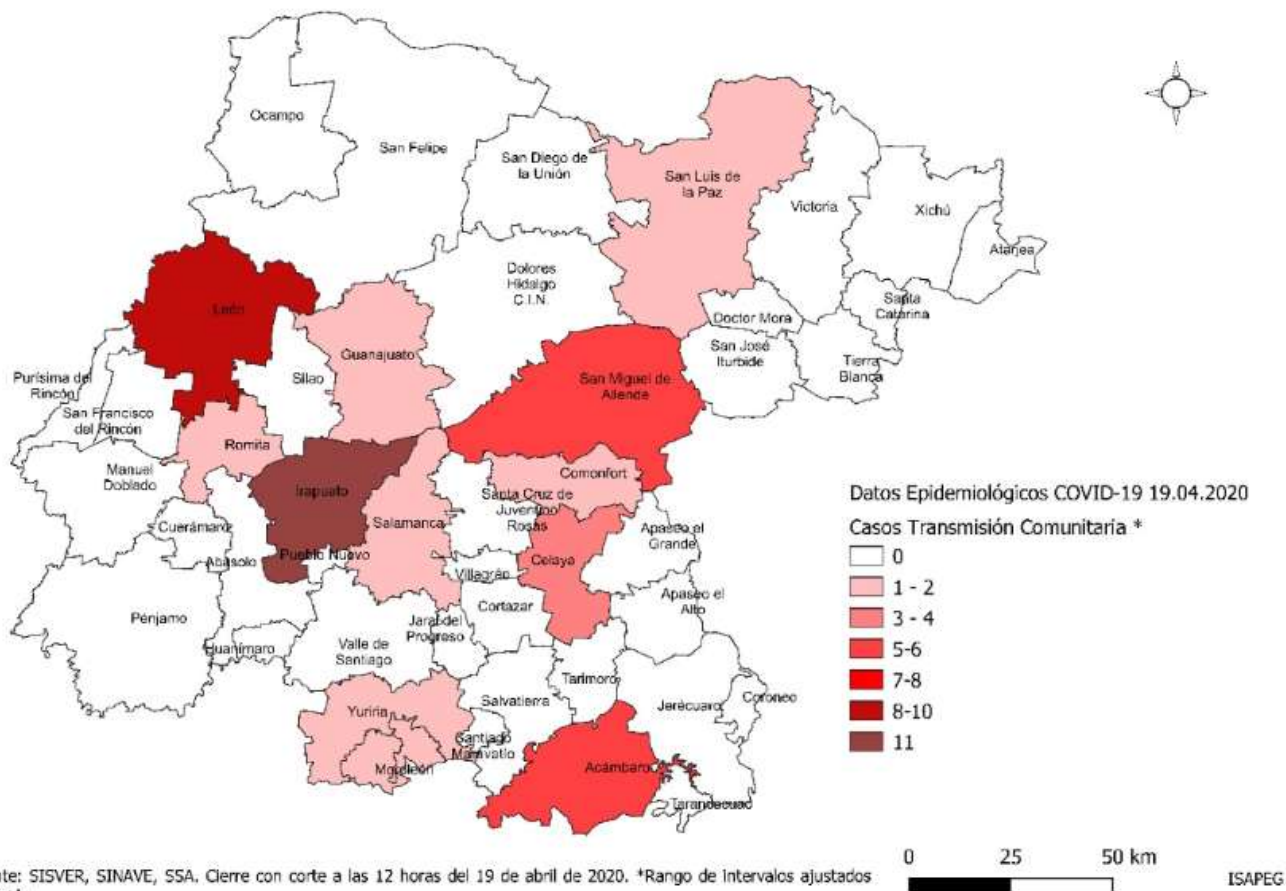 Ocampo
San Felipe
San Diego de
la Unión
San Luis de
la Paz
Victoria
Xichú
Atarjea
Dolores
Hidalgo
C.I.N.
León
Guanajuato
Doctor Mora
Santa
Catarina
San José
Iturbide
Tierra
Blanca
Silao
San Miguel de
Allende
Purísima del
Rincón
San Francisco
del Rincón
Romita
Manuel
Doblado
Irapuato
Comonfort
Santa Cruz de
Juventino
Rosas
Salamanca
Cuerámaro
Abasolo
Pueblo Nuevo
Apaseo el
Grande
Celaya
Villagrán
Cortazar
Apaseo el
Alto
Pénjamo
Huanímaro
Valle de
Santiago
Jaral del
Progreso
Tarimoro
Salvatierra
Jerécuaro
Coroneo
Yuriria
Santiago
Maravatío
Moroleón
Acámbaro
Tarandacuao
Datos Epidemiológicos COVID-19 19.04.2020
Casos Transmisión Comunitaria *
0
1 - 2
3 - 4
5-6
7-8
8-10
11
0 25 50 km
te: SISVER, SINAVE, SSA. Cierre con corte a las 12 horas del 19 de abril de 2020. *Rango de intervalos ajustados
ISAPEG